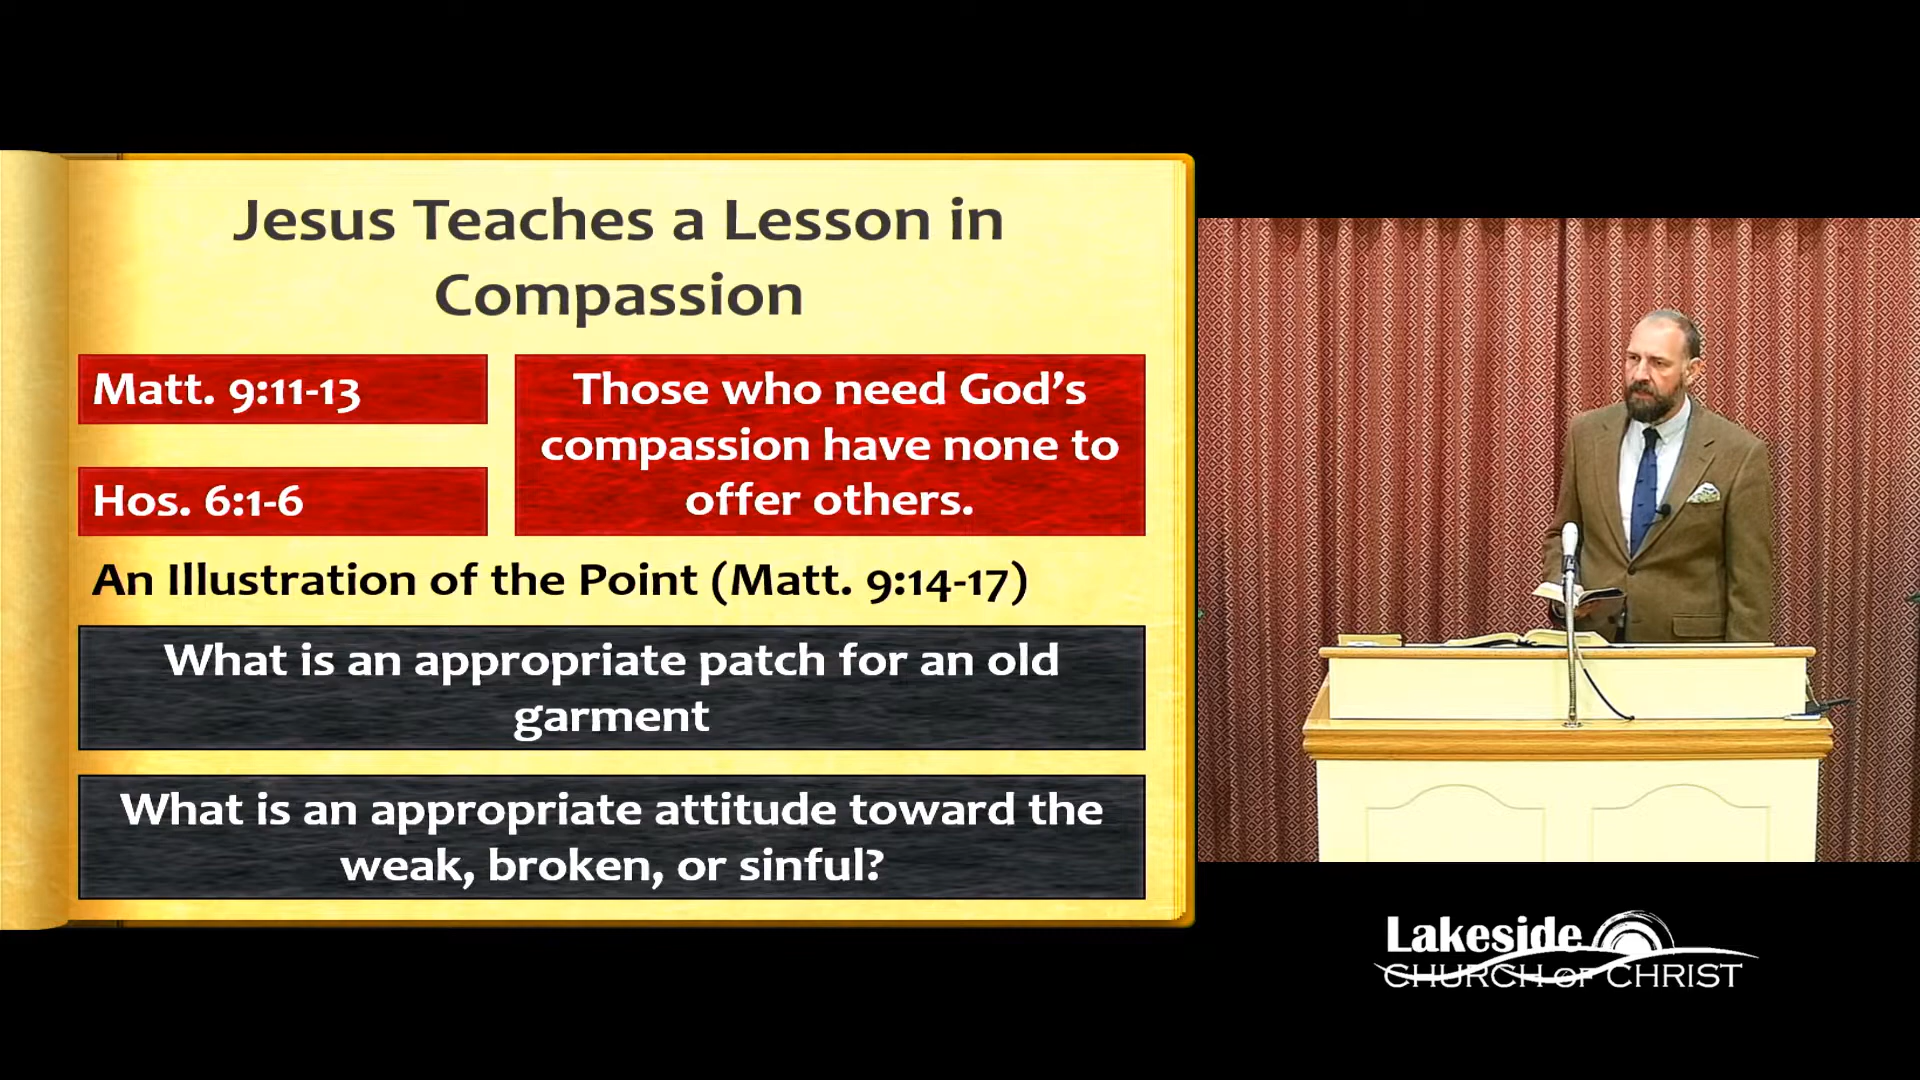 Jesus Teaches a Lesson in
Compassion
Matt. 9:11-13
Hos. 6:1-6
Those who need God's
compassion have none to
offer others.
An Illustration of the Point (Matt. 9:14-17)
What is an appropriate patch for an old
garment
What is an appropriate attitude toward the
weak, broken, or sinful?
Lakeside
CHURCH of CHRIST